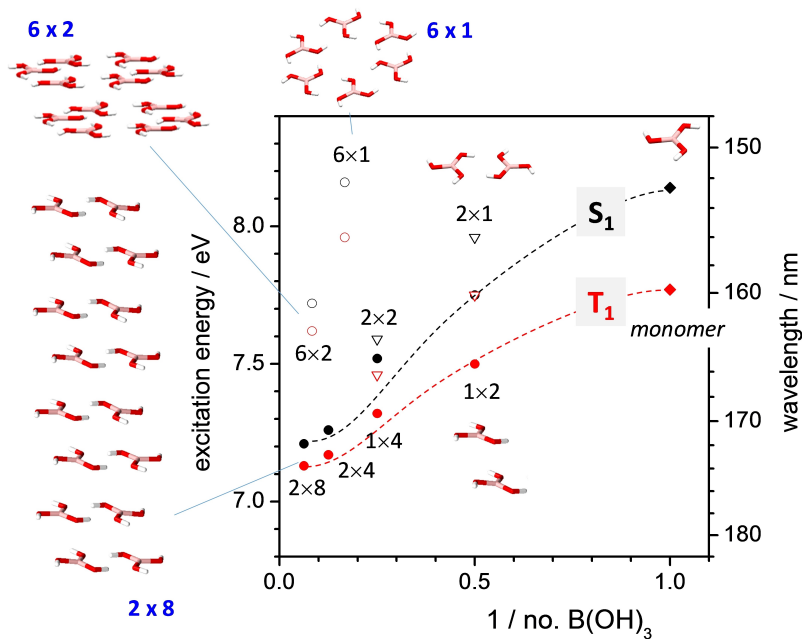 6 x 2
6 x 1
6×1
2×1
S₁
T₁
monomer
2×2
6×2
1×2
1×4
2×4
2×8
2 x 8
excitation energy / eV
8.0
7.5
7.0
0.0
0.5
1.0
1 / no. B(OH)₃
150
160
170
180
wavelength / nm